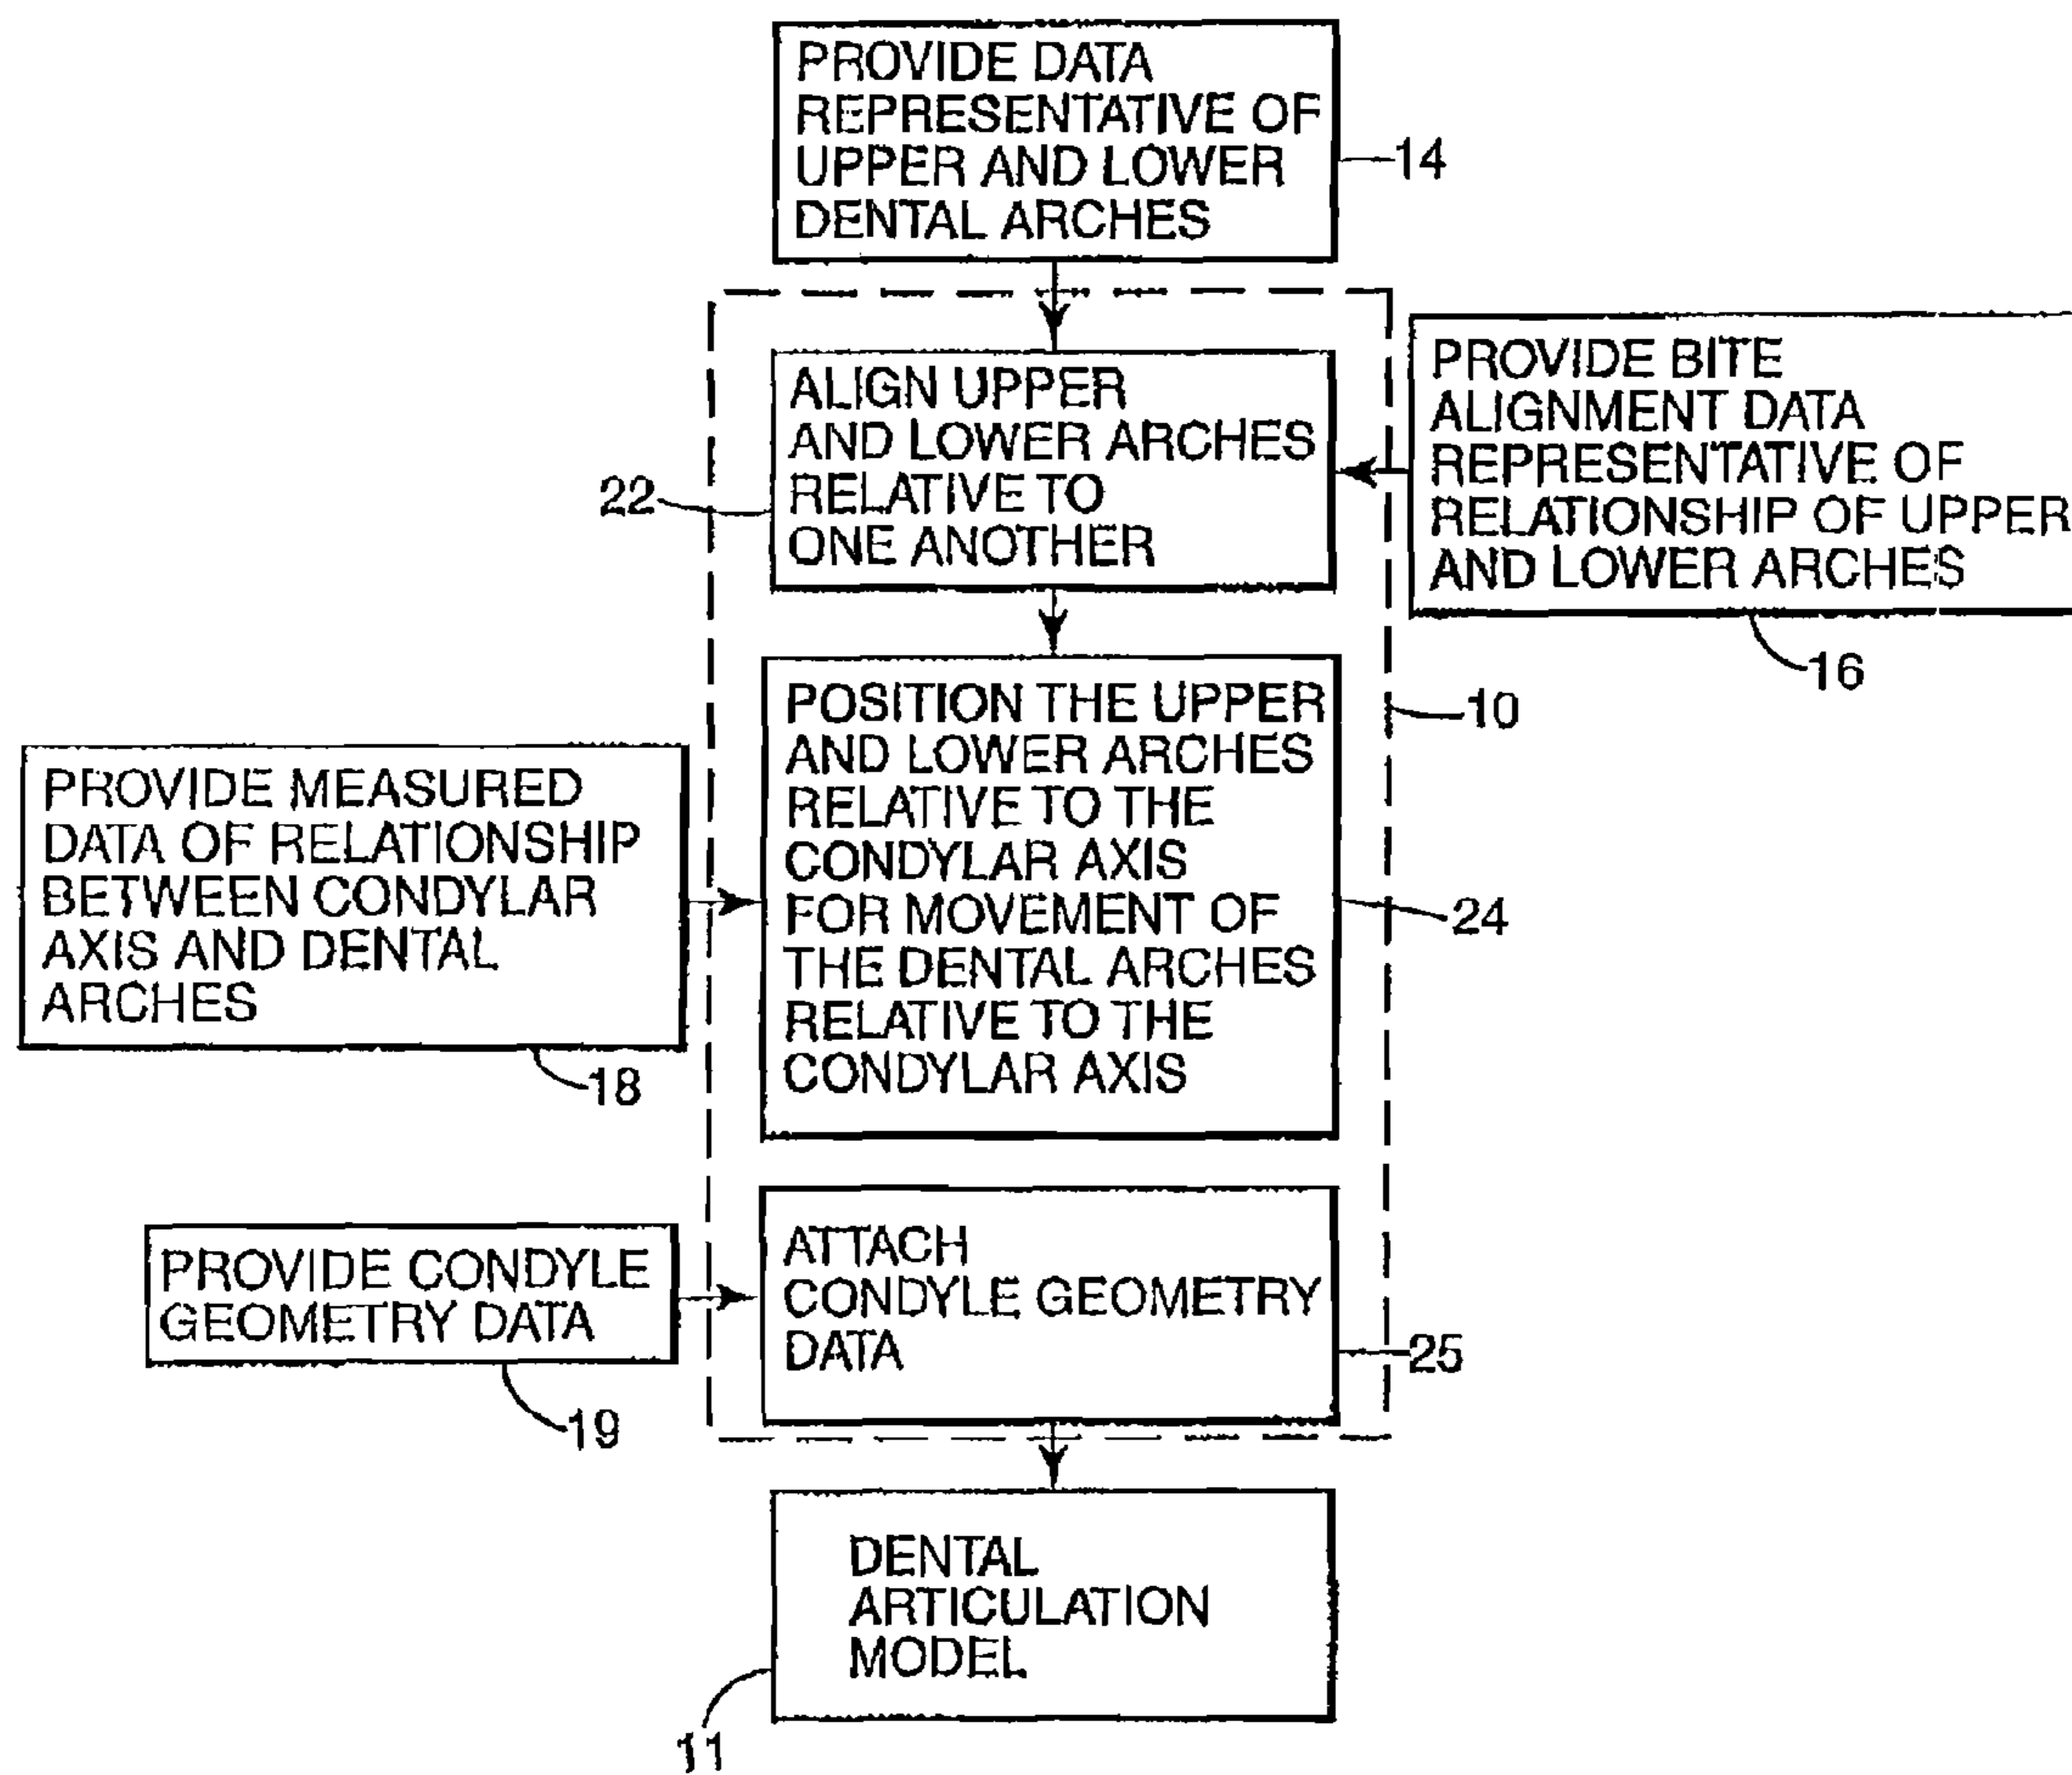 PROVIDE DATA
REPRESENTATIVE OF
UPPER AND LOWER
DENTAL ARCHES
14
ALIGN UPPER
AND LOWER ARCHES
RELATIVE TO
ONE ANOTHER
22
PROVIDE BITE
ALIGNMENT DATA
REPRESENTATIVE OF
RELATIONSHIP OF UPPER
AND LOWER ARCHES
16
10
POSITION THE UPPER
AND LOWER ARCHES
RELATIVE TO THE
CONDYLAR AXIS
FOR MOVEMENT OF
THE DENTAL ARCHES
RELATIVE TO THE
CONDYLAR AXIS
24
PROVIDE MEASURED
DATA OF RELATIONSHIP
BETWEEN CONDYLAR
AXIS AND DENTAL
ARCHES
18
PROVIDE CONDYLE
GEOMETRY DATA
19
ATTACH
CONDYLE GEOMETRY
DATA
25
DENTAL
ARTICULATION
MODEL
11